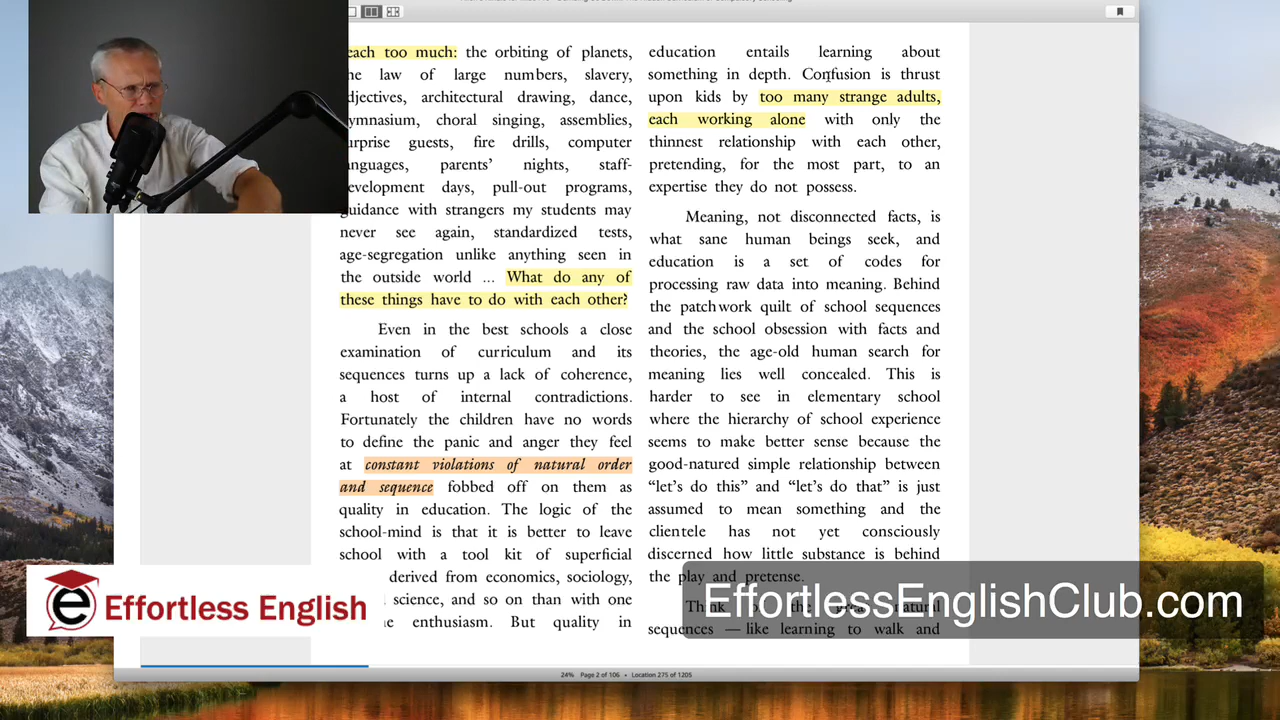 each too much: the orbiting of planets,
he law of large numbers, slavery,
djectives, architectural drawing, dance,
ymnasium, choral singing, assemblies,
urprise guests, fire drills, computer
anguages, parents’ nights, staff-
evelopment days, pull-out programs,
guidance with strangers my students may
never see again, standardized tests,
age-segregation unlike anything seen in
the outside world ... What do any of
these things have to do with each other?
Even in the best schools a close
examination of curriculum and its
sequences turns up a lack of coherence,
a host of internal contradictions.
Fortunately the children have no words
to define the panic and anger they feel
at constant violations of natural order
and sequence fobbed off on them as
quality in education. The logic of the
school-mind is that it is better to leave
school with a tool kit of superficial
derived from economics, sociology,
science, and so on than with one
enthusiasm. But quality in
education entails learning about
something in depth. Confusion is thrust
upon kids by too many strange adults,
each working alone with only the
thinnest relationship with each other,
pretending, for the most part, to an
expertise they do not possess.
Meaning, not disconnected facts, is
what sane human beings seek, and
education is a set of codes for
processing raw data into meaning. Behind
the patchwork quilt of school sequences
and the school obsession with facts and
theories, the age-old human search for
meaning lies well concealed. This is
harder to see in elementary school
where the hierarchy of school experience
seems to make better sense because the
good-natured simple relationship between
“let’s do this” and “let’s do that” is just
assumed to mean something and the
clientele has not yet consciously
discerned how little substance is behind
the play and pretense.
Think of the great natural
sequences — like learning to walk and
24% Page 2 of 106 • Location 275 of 1205
e Effortless English
EffortlessEnglishClub.com